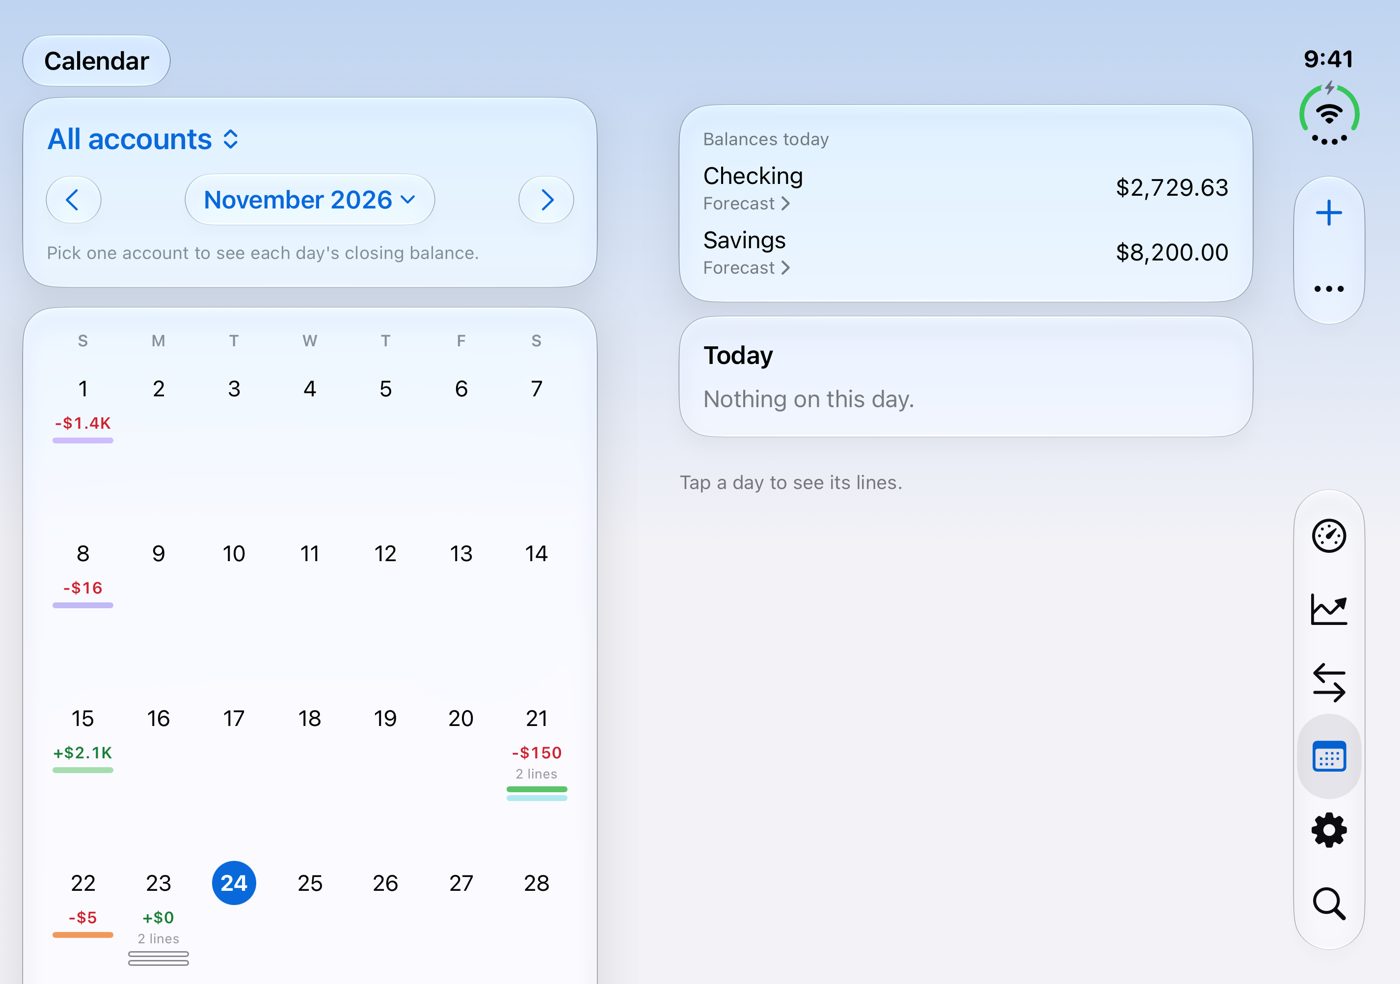 Calendar
9:41
All accounts
November 2026
Pick one account to see each day's closing balance.
S M T W T F S
1 2 3 4 5 6 7
-$1.4K
8 9 10 11 12 13 14
-$16
15 16 17 18 19 20 21
+$2.1K -$150
2 lines
22 23 24 25 26 27 28
-$5 +$0
2 lines
Balances today
Checking
$2,729.63
Forecast
Savings
$8,200.00
Forecast
Today
Nothing on this day.
Tap a day to see its lines.